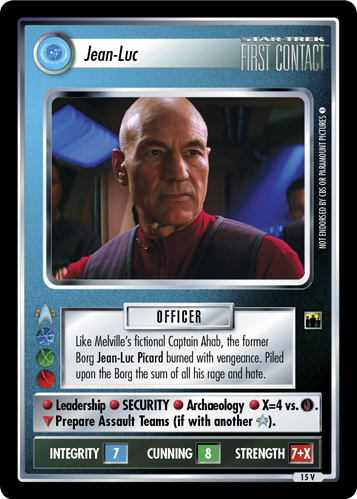 Jean-Luc
STAR TREK
FIRST CONTACT
NOT ENDORSED BY CBS OR PARAMOUNT PICTURES
OFFICER
Like Melville's fictional Captain Ahab, the former
Borg Jean-Luc Picard burned with vengeance. Piled
upon the Borg the sum of all his rage and hate.
Leadership SECURITY Archaeology X=4 vs. .
Prepare Assault Teams (if with another ).
INTEGRITY 7 CUNNING 8 STRENGTH 7+X
15 V